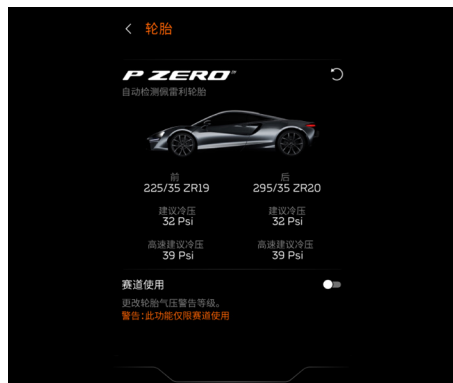 轮胎
P ZERO®
自动检测佩雷利轮胎
前 后
225/35 ZR19 295/35 ZR20
建议冷压 建议冷压
32 Psi 32 Psi
高速建议冷压 高速建议冷压
39 Psi 39 Psi
赛道使用
更改轮胎气压警告等级。
警告:此功能仅限赛道使用